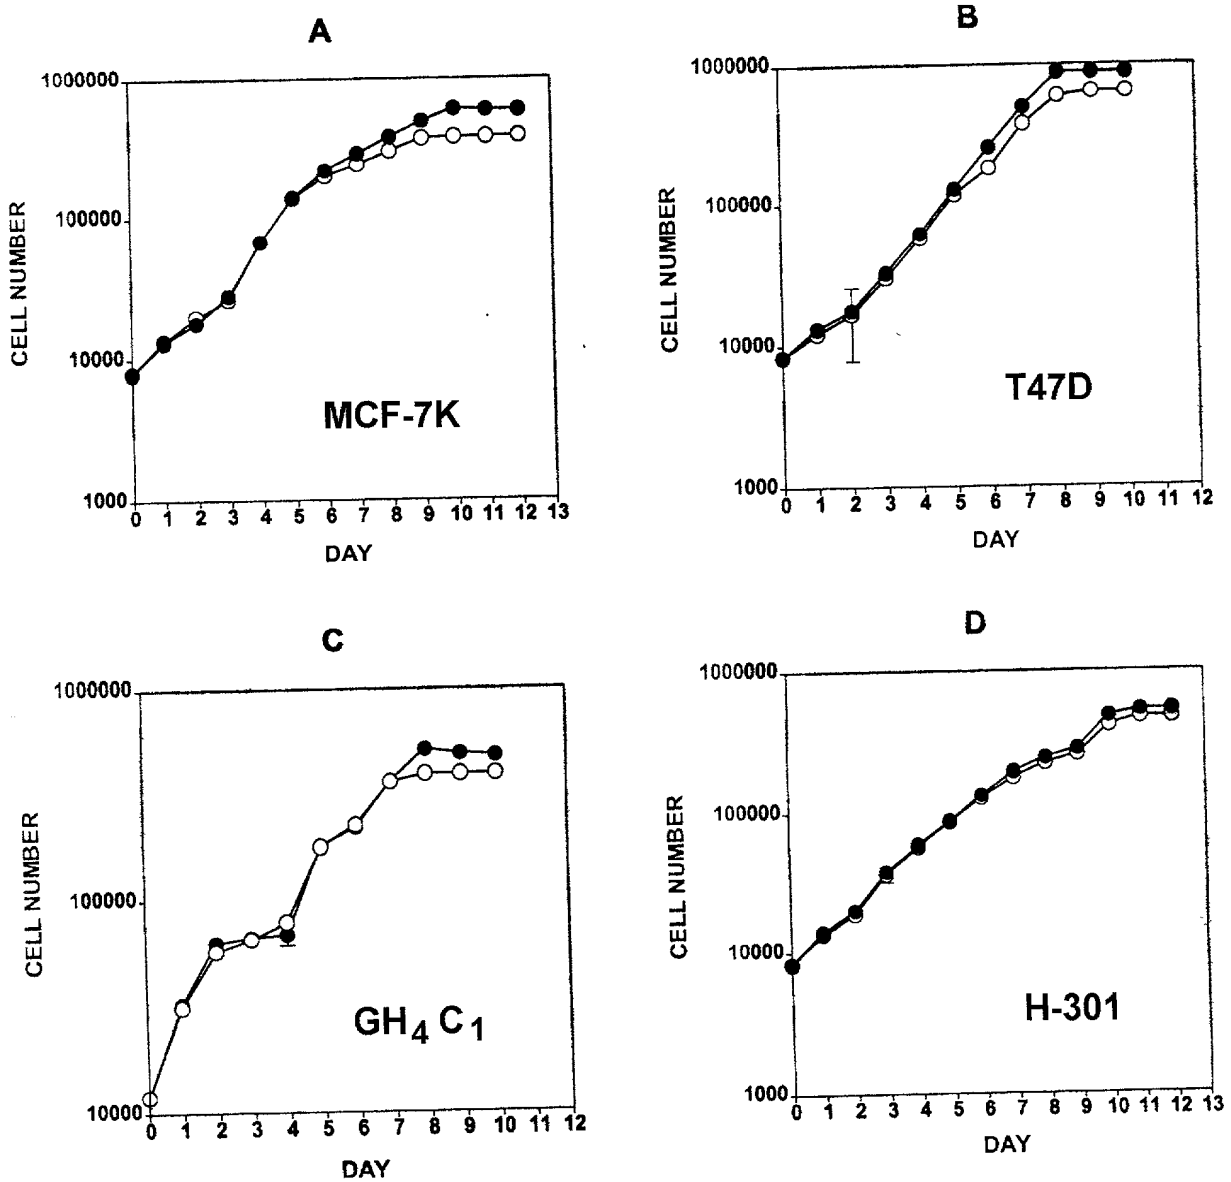 A
1000000
100000
10000
1000
CELL NUMBER
MCF-7K
0 1 2 3 4 5 6 7 8 9 10 11 12 13
DAY
B
1000000
100000
10000
1000
CELL NUMBER
T47D
0 1 2 3 4 5 6 7 8 9 10 11 12
DAY
C
1000000
100000
10000
CELL NUMBER
GH4 C1
0 1 2 3 4 5 6 7 8 9 10 11 12
DAY
D
1000000
100000
10000
1000
CELL NUMBER
H-301
0 1 2 3 4 5 6 7 8 9 10 11 12 13
DAY